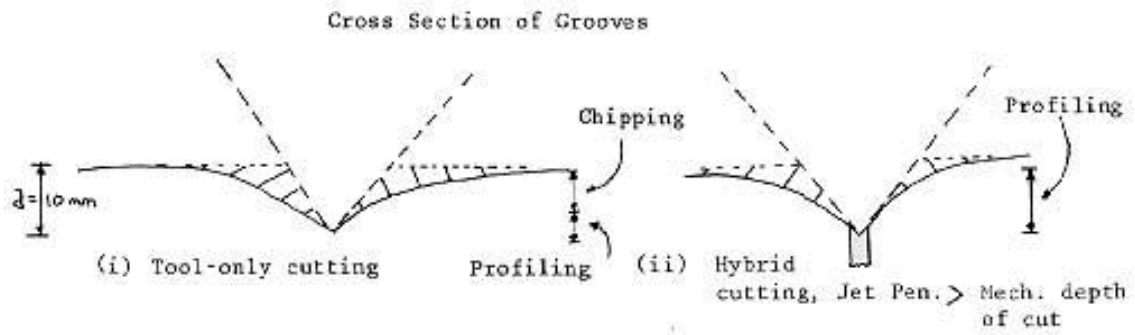 Cross Section of Grooves
Chipping
Profiling
d = 10 mm
(i) Tool-only cutting
Profiling
(ii) Hybrid
cutting, Jet Pen. > Mech. depth
of cut